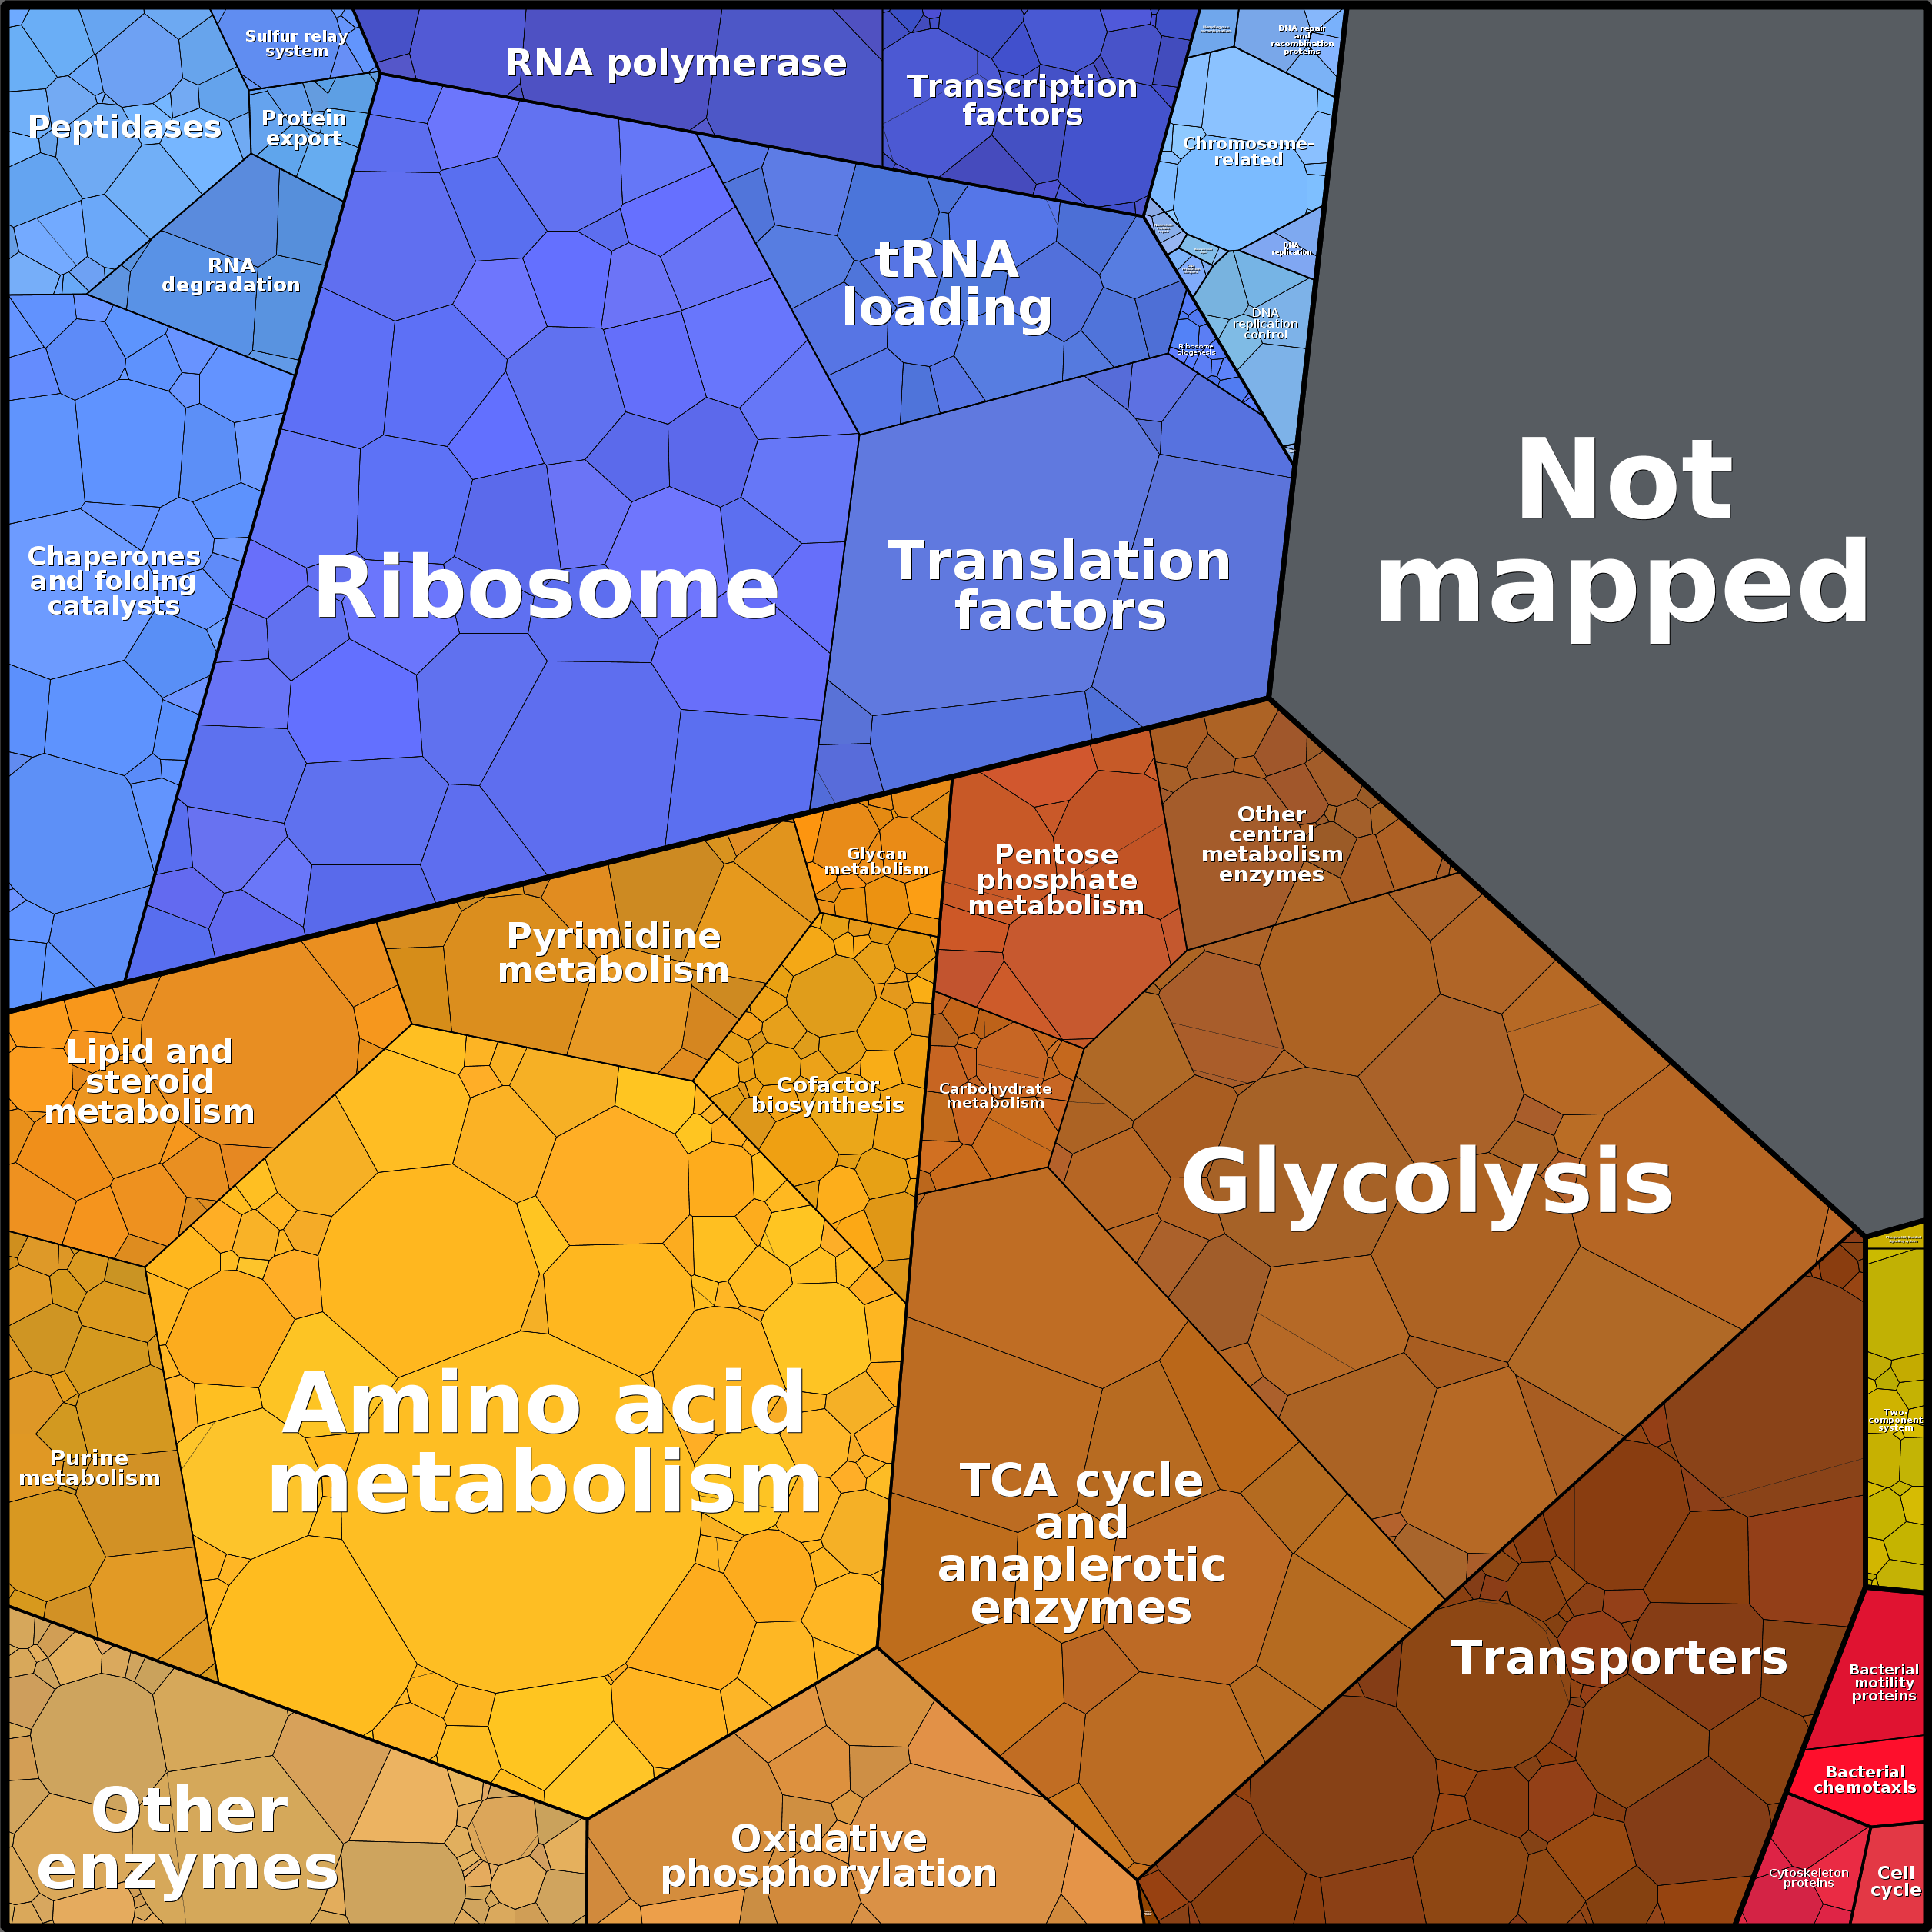 Sulfur relay
system
RNA polymerase
DNA repair
and
recombination
proteins
Peptidases
Protein
export
Transcription
factors
Chromosome-
related
RNA
degradation
tRNA
loading
DNA
replication
DNA
replication
control
Ribosome
biogenesis
Not
mapped
Chaperones
and folding
catalysts
Ribosome
Translation
factors
Glycan
metabolism
Pentose
phosphate
metabolism
Other
central
metabolism
enzymes
Pyrimidine
metabolism
Lipid and
steroid
metabolism
Cofactor
biosynthesis
Carbohydrate
metabolism
Glycolysis
Amino acid
metabolism
Purine
metabolism
TCA cycle
and
anaplerotic
enzymes
Two-
component
system
Transporters
Bacterial
motility
proteins
Bacterial
chemotaxis
Other
enzymes
Oxidative
phosphorylation
Cytoskeleton
proteins
Cell
cycle